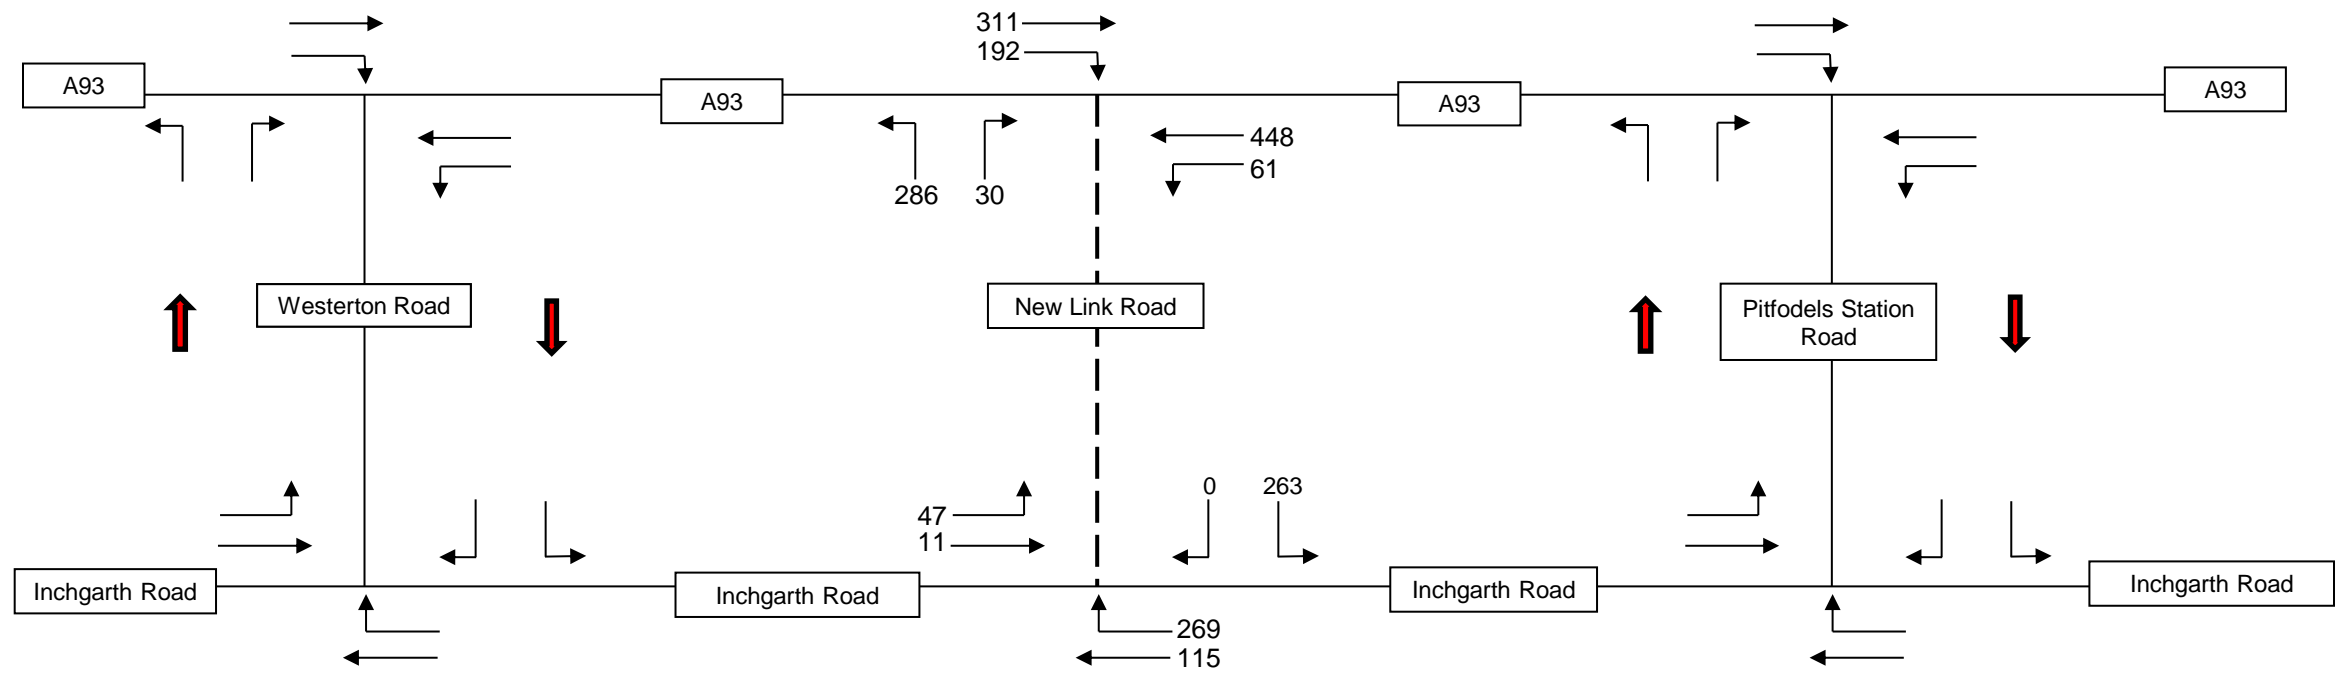 311
192
A93
A93
A93
A93
448
61
286
30
Westerton Road
New Link Road
Pitfodels Station
Road
0
263
47
11
Inchgarth Road
Inchgarth Road
Inchgarth Road
Inchgarth Road
269
115